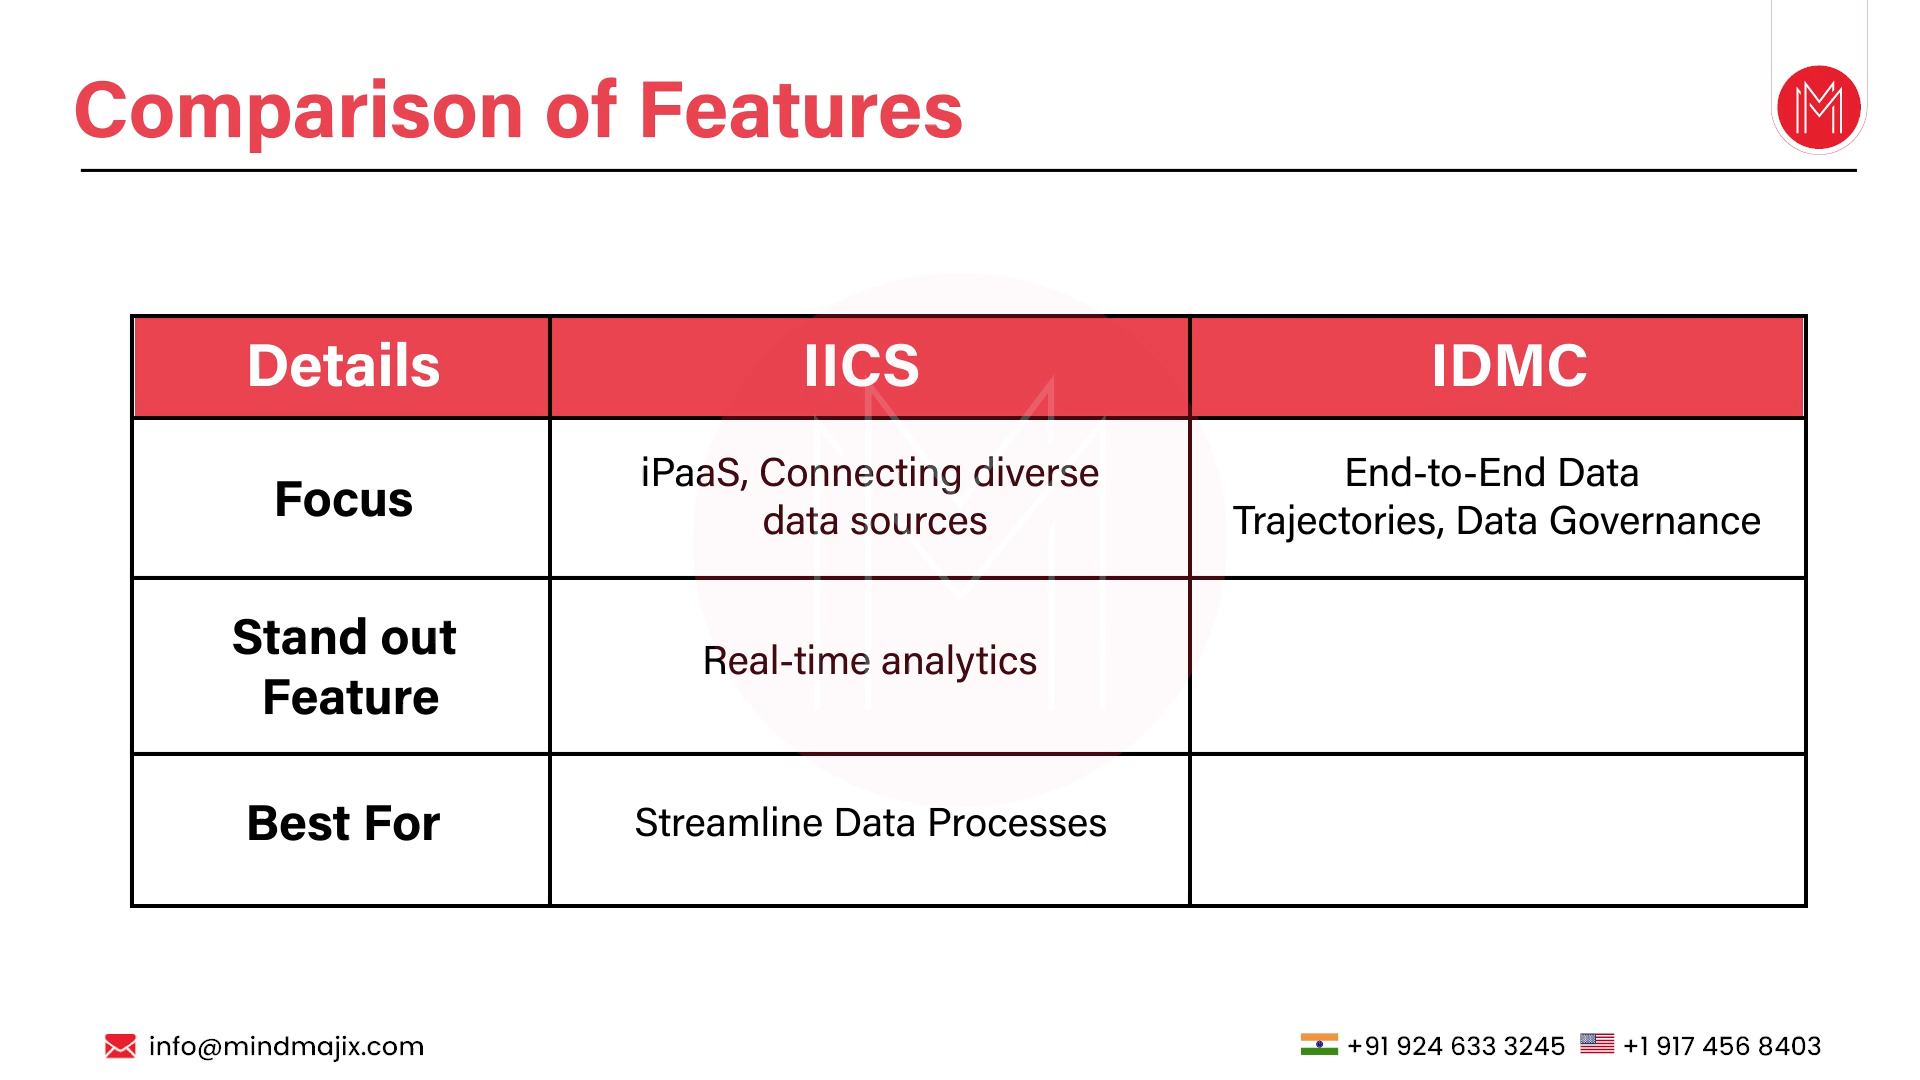 Comparison of Features
Details IICS IDMC
Focus
iPaaS, Connecting diverse
data sources
End-to-End Data
Trajectories, Data Governance
Stand out
Feature
Real-time analytics
Best For
Streamline Data Processes
info@mindmajix.com
+91 924 633 3245 +1 917 456 8403